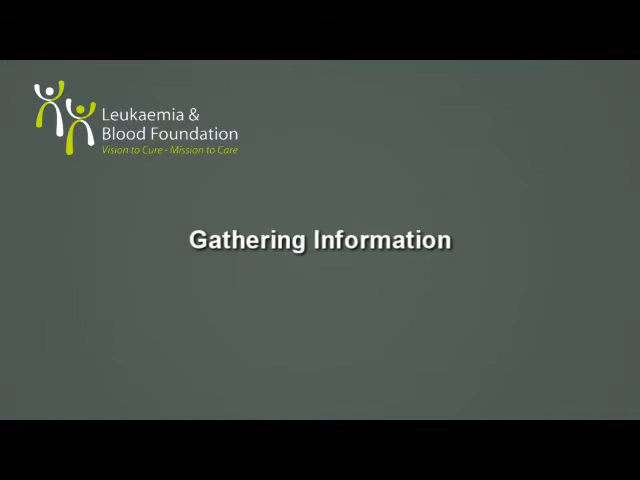 Leukaemia &
Blood Foundation
Vision to Cure - Mission to Care
Gathering Information